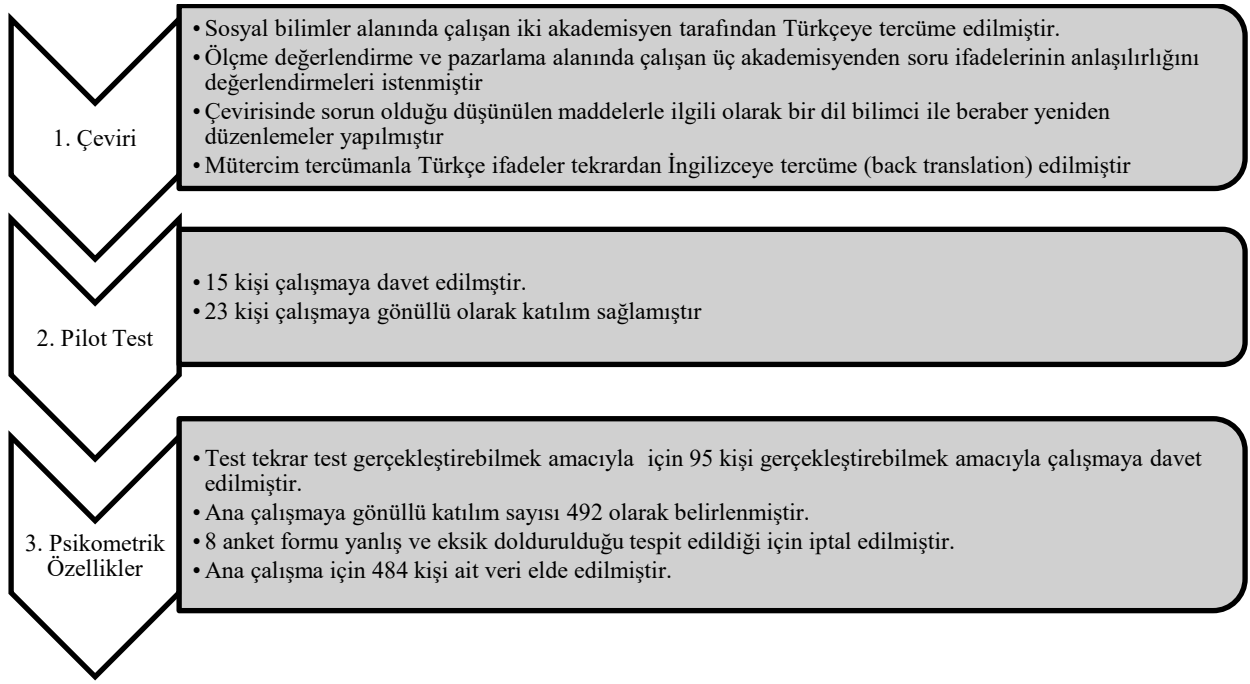 1. Çeviri
• Sosyal bilimler alanında çalışan iki akademisyen tarafından Türkçeye tercüme edilmiştir.
• Ölçme değerlendirme ve pazarlama alanında çalışan üç akademisyenden soru ifadelerinin anlaşılırlığını
değerlendirmeleri istenmiştir
• Çevirisinde sorun olduğu düşünülen maddelerle ilgili olarak bir dil bilimci ile beraber yeniden
düzenlemeler yapılmıştır
• Mütercim tercümanla Türkçe ifadeler tekrardan İngilizceye tercüme (back translation) edilmiştir
2. Pilot Test
• 15 kişi çalışmaya davet edilmştir.
• 23 kişi çalışmaya gönüllü olarak katılım sağlamıştır
3. Psikometrik
Özellikler
• Test tekrar test gerçekleştirebilmek amacıyla  için 95 kişi gerçekleştirebilmek amacıyla çalışmaya davet
edilmiştir.
• Ana çalışmaya gönüllü katılım sayısı 492 olarak belirlenmiştir.
• 8 anket formu yanlış ve eksik doldurulduğu tespit edildiği için iptal edilmiştir.
• Ana çalışma için 484 kişi ait veri elde edilmiştir.